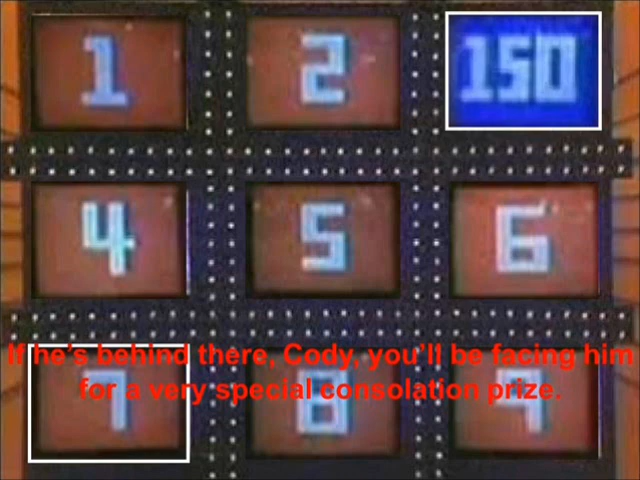 1 2 150
4 5 6
If he's behind there, Cody, you'll be facing him
for a very special consolation prize.
7 8 9